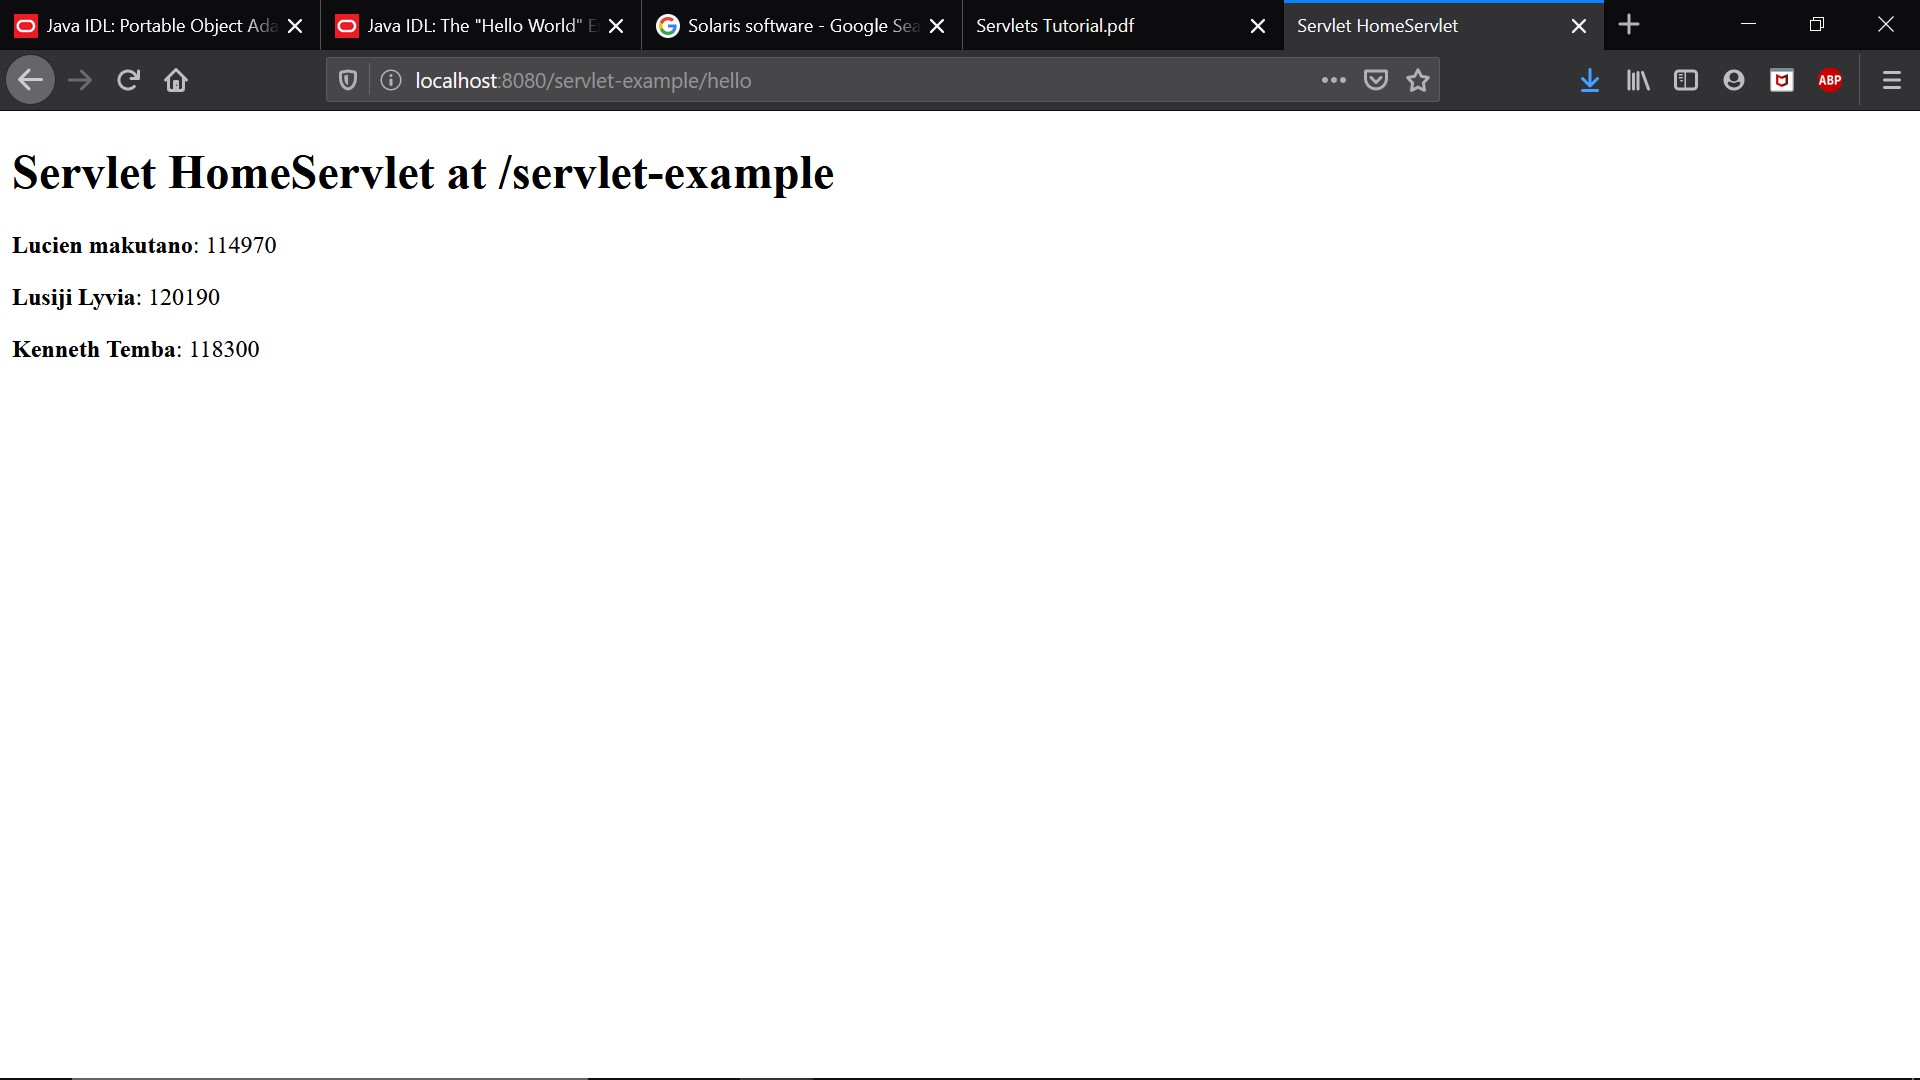 Java IDL: Portable Object Ada
Java IDL: The "Hello World" E
Solaris software - Google Sea
Servlets Tutorial.pdf
Servlet HomeServlet
localhost:8080/servlet-example/hello
ABP
Servlet HomeServlet at /servlet-example
Lucien makutano: 114970
Lusiji Lyvia: 120190
Kenneth Temba: 118300